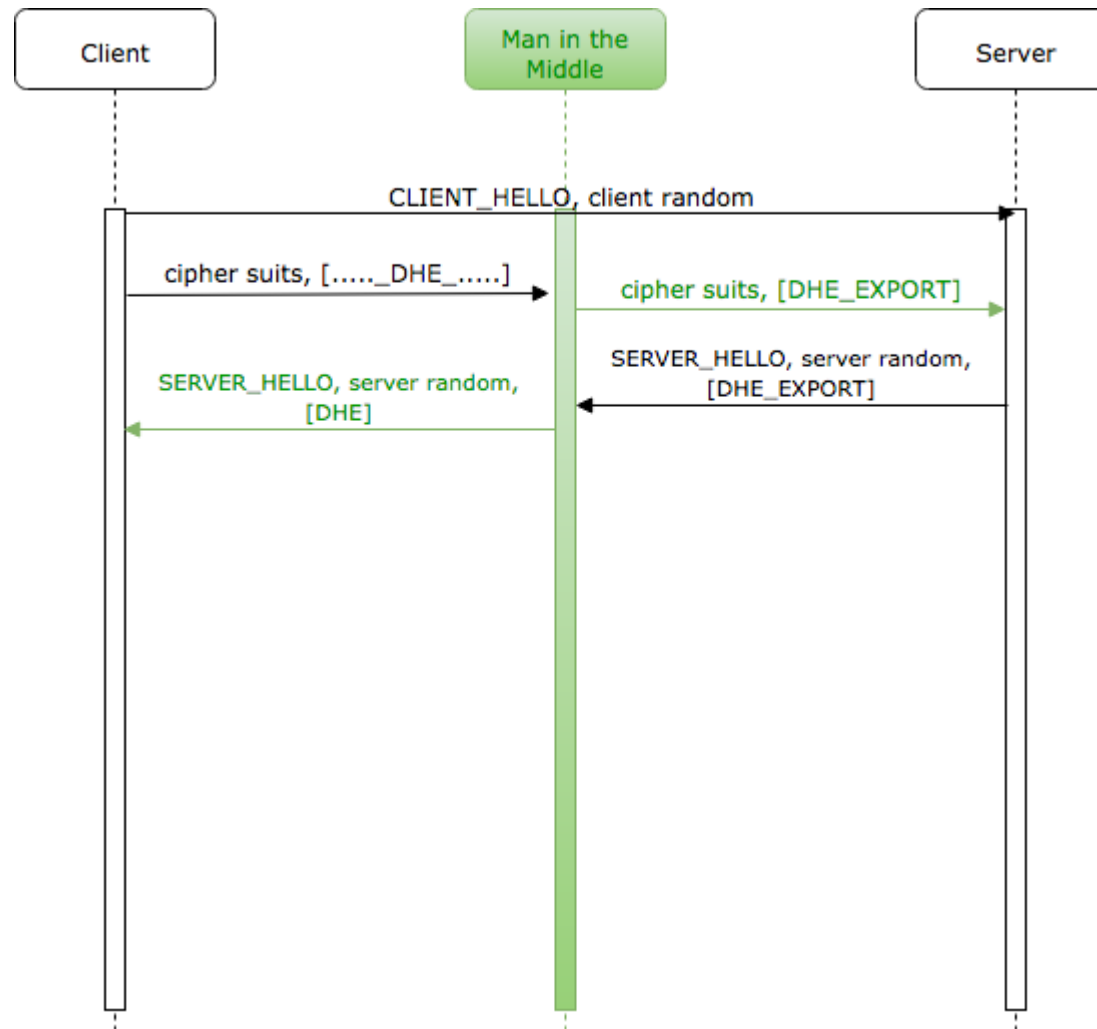 Client
Man in the
Middle
Server
CLIENT_HELLO, client random
cipher suits, [....._DHE_.....]
cipher suits, [DHE_EXPORT]
SERVER_HELLO, server random,
[DHE_EXPORT]
SERVER_HELLO, server random,
[DHE]